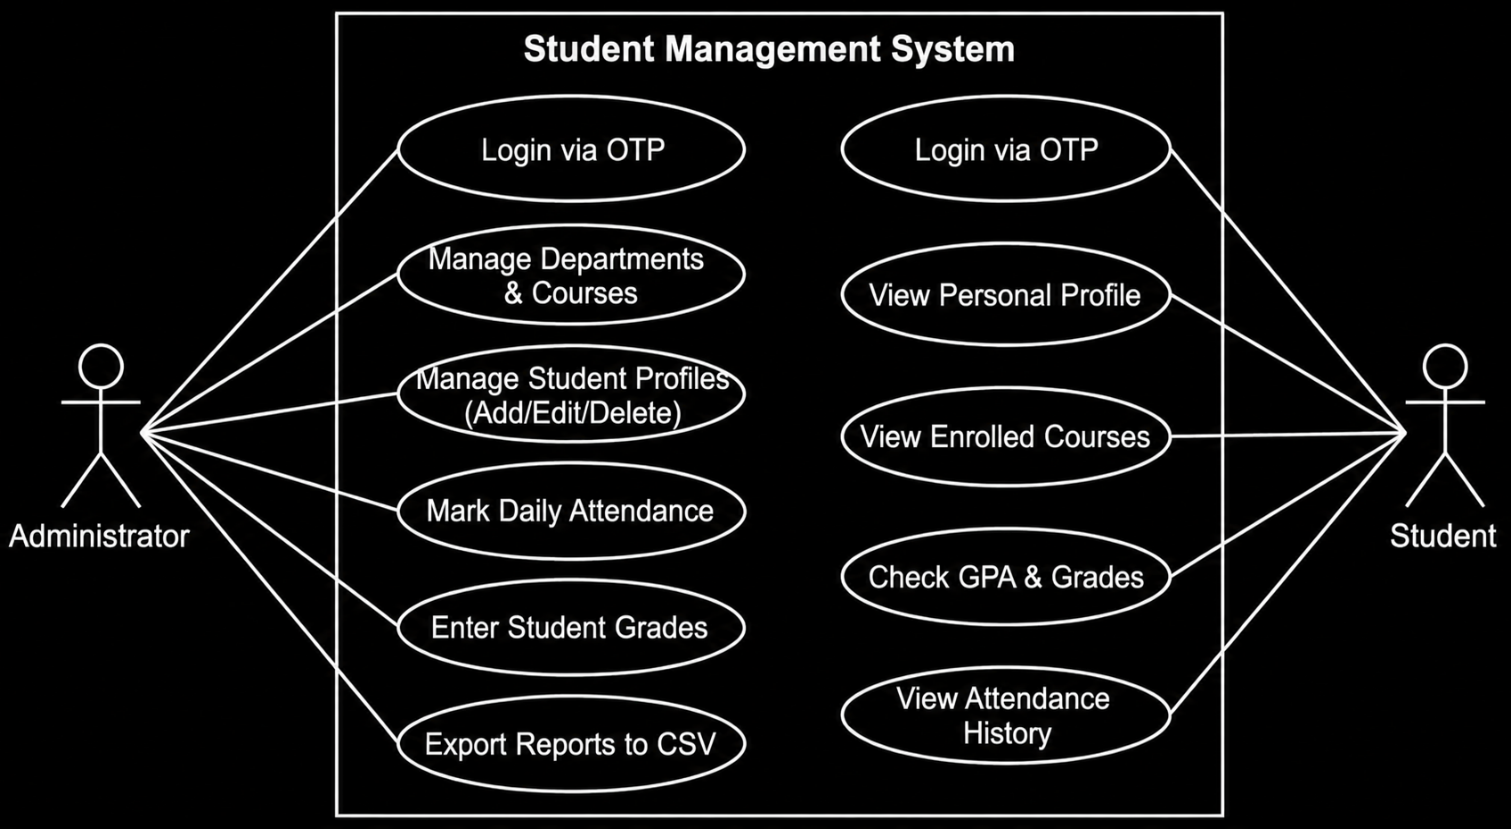 Student Management System
Login via OTP
Manage Departments
& Courses
Manage Student Profiles
(Add/Edit/Delete)
Mark Daily Attendance
Enter Student Grades
Export Reports to CSV
Login via OTP
View Personal Profile
View Enrolled Courses
Check GPA & Grades
View Attendance
History
Administrator
Student